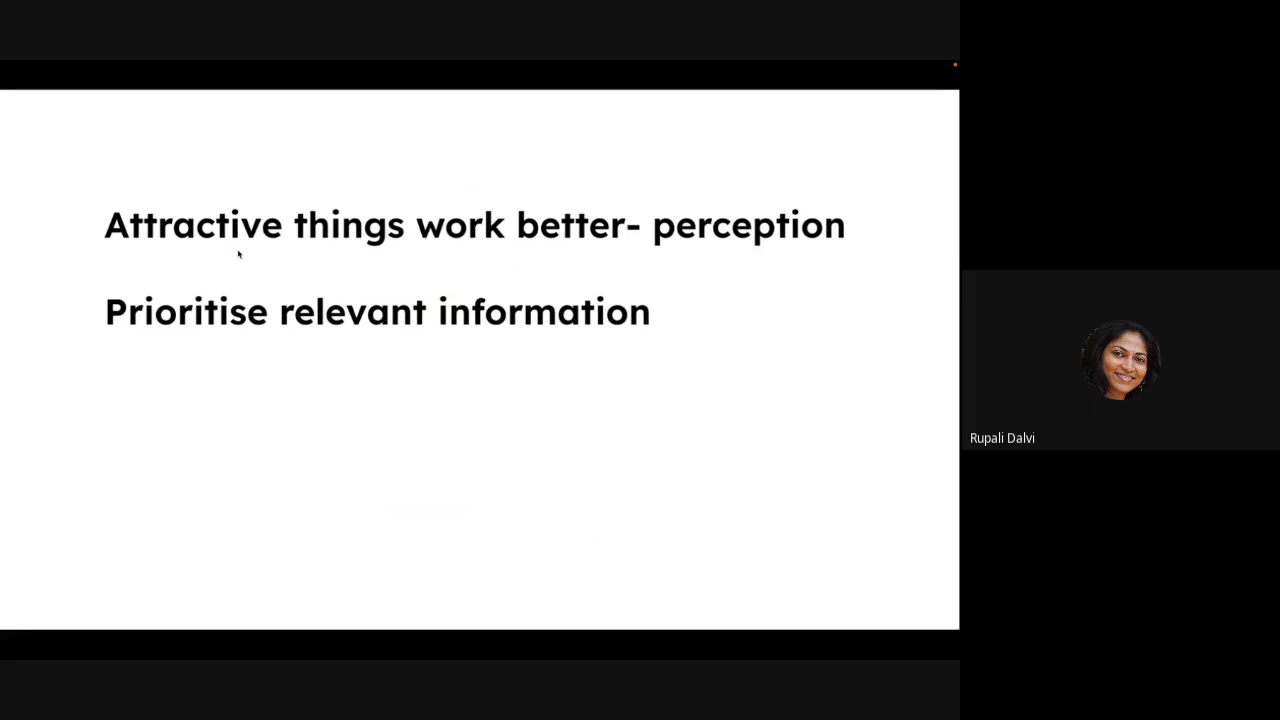 Attractive things work better- perception
Prioritise relevant information
Rupali Dalvi